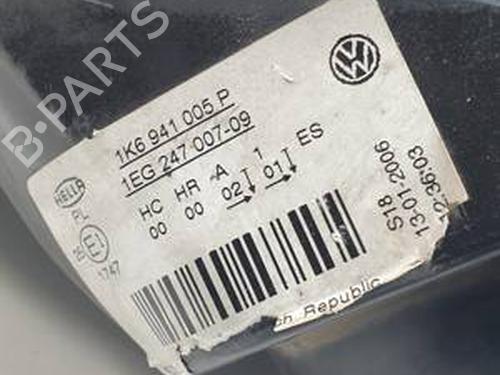 B-PARTS
1K6 941 005 P
1EG 247 007-09
HC HR A 1 ES
00 00 02 01
HELLA
PL
E1
1747
S18
13-01-2006
12:36:03
Republic